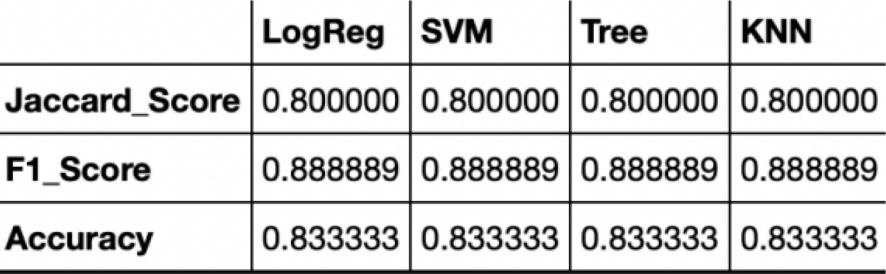 LogReg SVM Tree KNN
Jaccard_Score 0.800000 0.800000 0.800000 0.800000
F1_Score 0.888889 0.888889 0.888889 0.888889
Accuracy 0.833333 0.833333 0.833333 0.833333